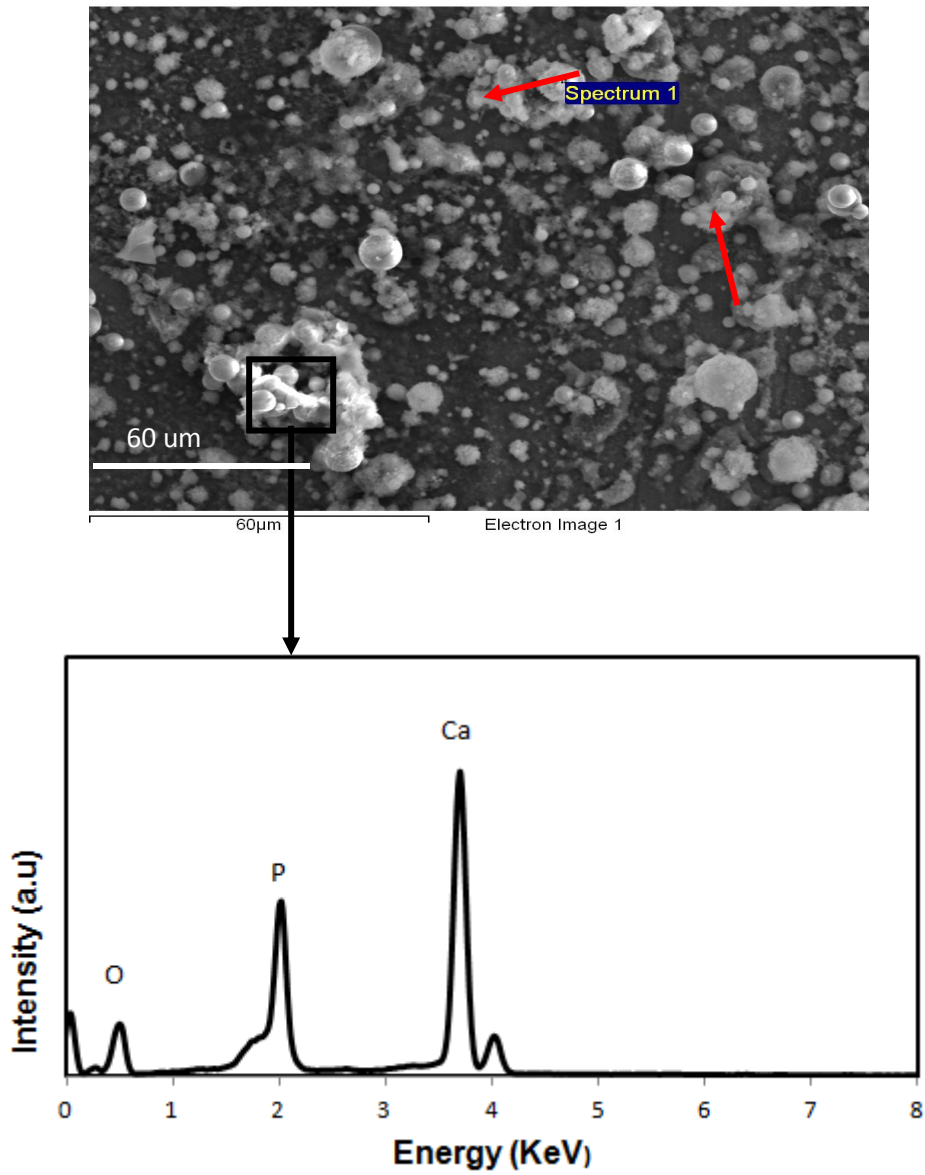 Spectrum 1
60 um
60µm
Electron Image 1
Ca
P
O
Intensity (a.u)
0 1 2 3 4 5 6 7 8
Energy (KeV)